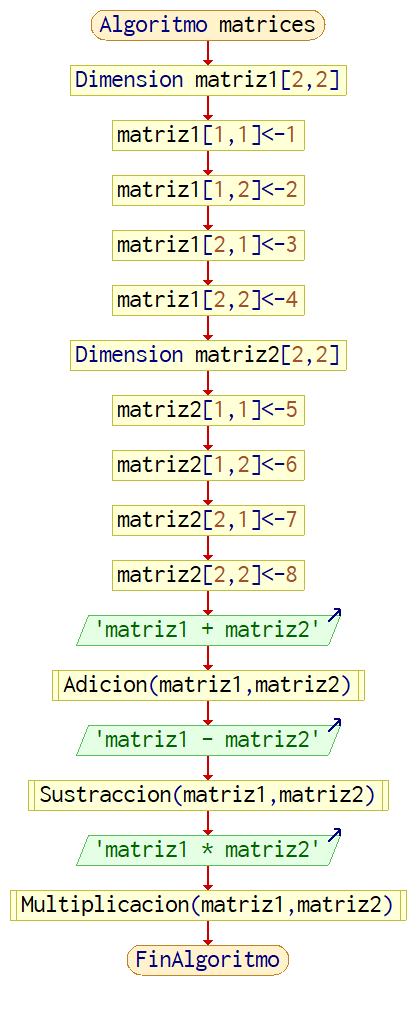 Algoritmo matrices
Dimension matriz1[2,2]
matriz1[1,1]<-1
matriz1[1,2]<-2
matriz1[2,1]<-3
matriz1[2,2]<-4
Dimension matriz2[2,2]
matriz2[1,1]<-5
matriz2[1,2]<-6
matriz2[2,1]<-7
matriz2[2,2]<-8
'matriz1 + matriz2'
Adicion(matriz1,matriz2)
'matriz1 - matriz2'
Sustraccion(matriz1,matriz2)
'matriz1 * matriz2'
Multiplicacion(matriz1,matriz2)
FinAlgoritmo